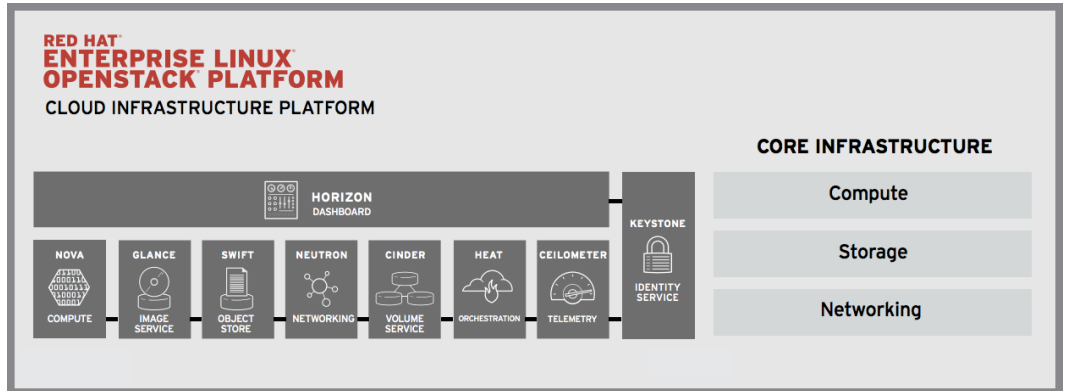 RED HAT®
ENTERPRISE LINUX®
OPENSTACK® PLATFORM
CLOUD INFRASTRUCTURE PLATFORM
CORE INFRASTRUCTURE
HORIZON
DASHBOARD
KEYSTONE
IDENTITY
SERVICE
NOVA
COMPUTE
GLANCE
IMAGE
SERVICE
SWIFT
OBJECT
STORE
NEUTRON
NETWORKING
CINDER
VOLUME
SERVICE
HEAT
ORCHESTRATION
CEILOMETER
TELEMETRY
Compute
Storage
Networking